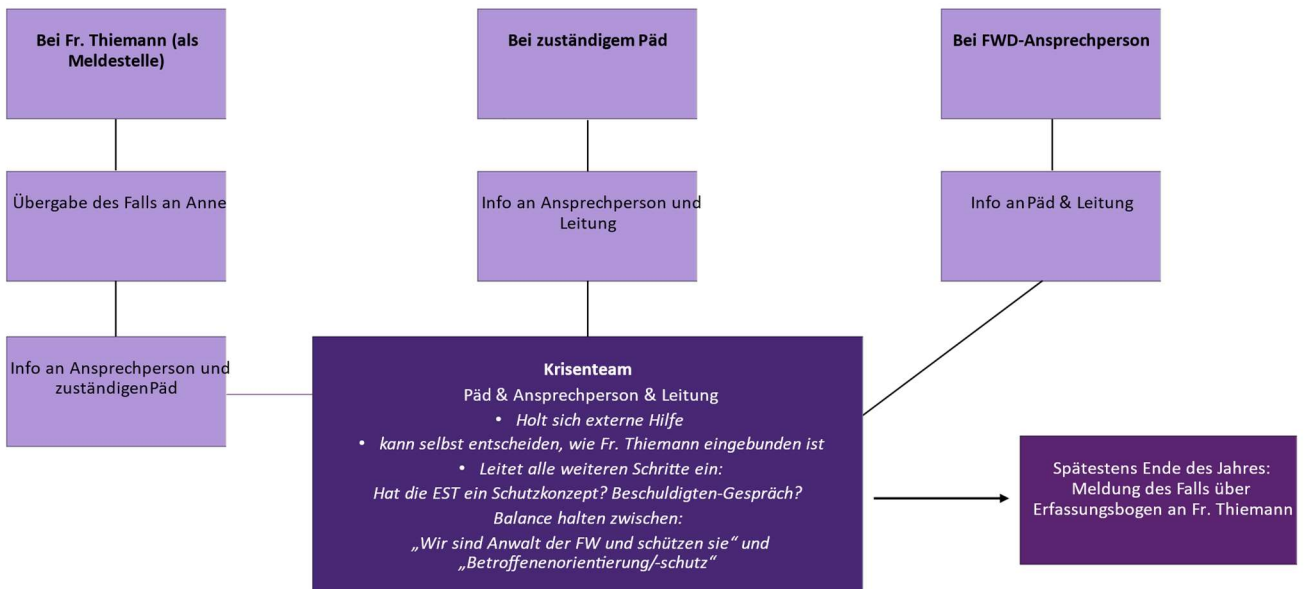 Bei Fr. Thiemann (als
Meldestelle)
Bei zuständigem Päd
Bei FWD-Ansprechperson
Übergabe des Falls an Anne
Info an Ansprechperson und
Leitung
Info an Päd & Leitung
Info an Ansprechperson und
zuständigen Päd
Krisenteam
Päd & Ansprechperson & Leitung
• Holt sich externe Hilfe
• kann selbst entscheiden, wie Fr. Thiemann eingebunden ist
• Leitet alle weiteren Schritte ein:
Hat die EST ein Schutzkonzept? Beschuldigten-Gespräch?
Balance halten zwischen:
„Wir sind Anwalt der FW und schützen sie“ und
„Betroffenenorientierung/-schutz“
Spätestens Ende des Jahres:
Meldung des Falls über
Erfassungsbogen an Fr. Thiemann